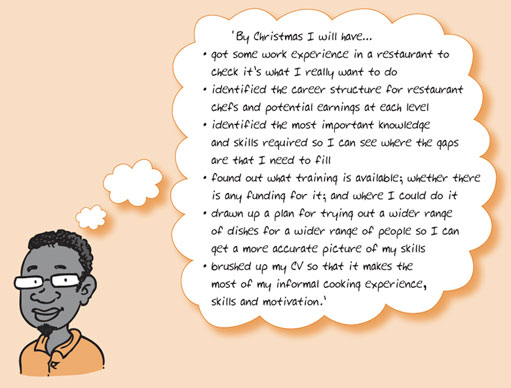 'By Christmas I will have...
• got some work experience in a restaurant to
check it's what I really want to do
• identified the career structure for restaurant
chefs and potential earnings at each level
• identified the most important knowledge
and skills required so I can see where the gaps
are that I need to fill
• found out what training is available; whether there
is any funding for it; and where I could do it
• drawn up a plan for trying out a wider range
of dishes for a wider range of people so I can
get a more accurate picture of my skills
• brushed up my CV so that it makes the
most of my informal cooking experience,
skills and motivation.'